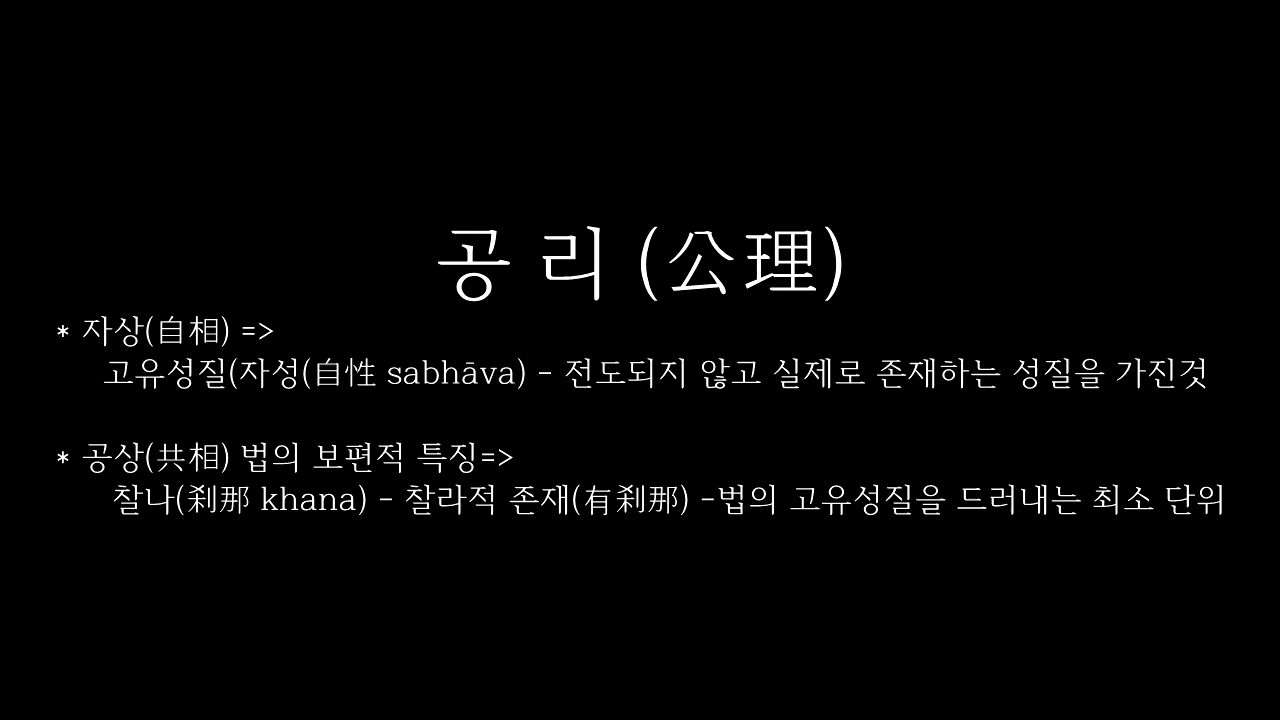 공 리 (公理)
* 자상(自相) =>
고유성질(자성(自性 sabhāva) - 전도되지 않고 실제로 존재하는 성질을 가진것
* 공상(共相) 법의 보편적 특징=>
찰나(刹那 khana) - 찰라적 존재(有刹那) -법의 고유성질을 드러내는 최소 단위